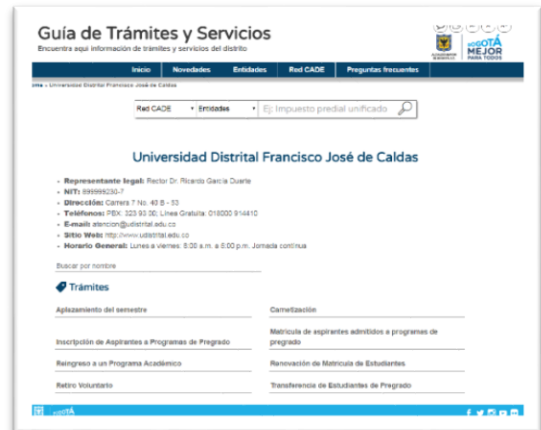 Guía de Trámites y Servicios
Encuentra aquí información de trámites y servicios del distrito
BOGOTÁ
MEJOR
PARA TODOS
Inicio Novedades Entidades Red CADE Preguntas frecuentes
» Universidad Distrital Francisco José de Caldas
Red CADE Entidades Ej: Impuesto predial unificado
Universidad Distrital Francisco José de Caldas
Representante legal: Rector Dr. Ricardo García Duarte
NIT: 899999230-7
Dirección: Carrera 7 No. 40 B - 53
Teléfonos: PBX: 323 93 00; Línea Gratuita: 018000 914410
E-mail: atencion@udistrital.edu.co
Sitio Web: http://www.udistrital.edu.co
Horario General: Lunes a viernes: 8:00 a.m. a 5:00 p.m. Jornada continua
Buscar por nombre
Trámites
Aplazamiento del semestre
Carnetización
Inscripción de Aspirantes a Programas de Pregrado
Matrícula de aspirantes admitidos a programas de
pregrado
Reingreso a un Programa Académico
Renovación de Matrícula de Estudiantes
Retiro Voluntario
Transferencia de Estudiantes de Pregrado